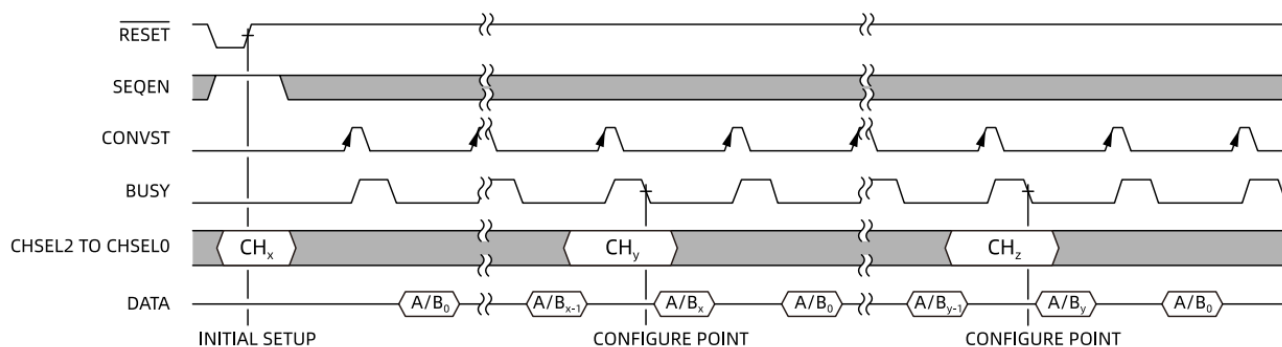 RESET
SEQEN
CONVST
BUSY
CHSEL2 TO CHSEL0 CHx CHy CHz
DATA A/B0 A/Bx-1 A/Bx A/B0 A/By-1 A/By A/B0
INITIAL SETUP CONFIGURE POINT CONFIGURE POINT